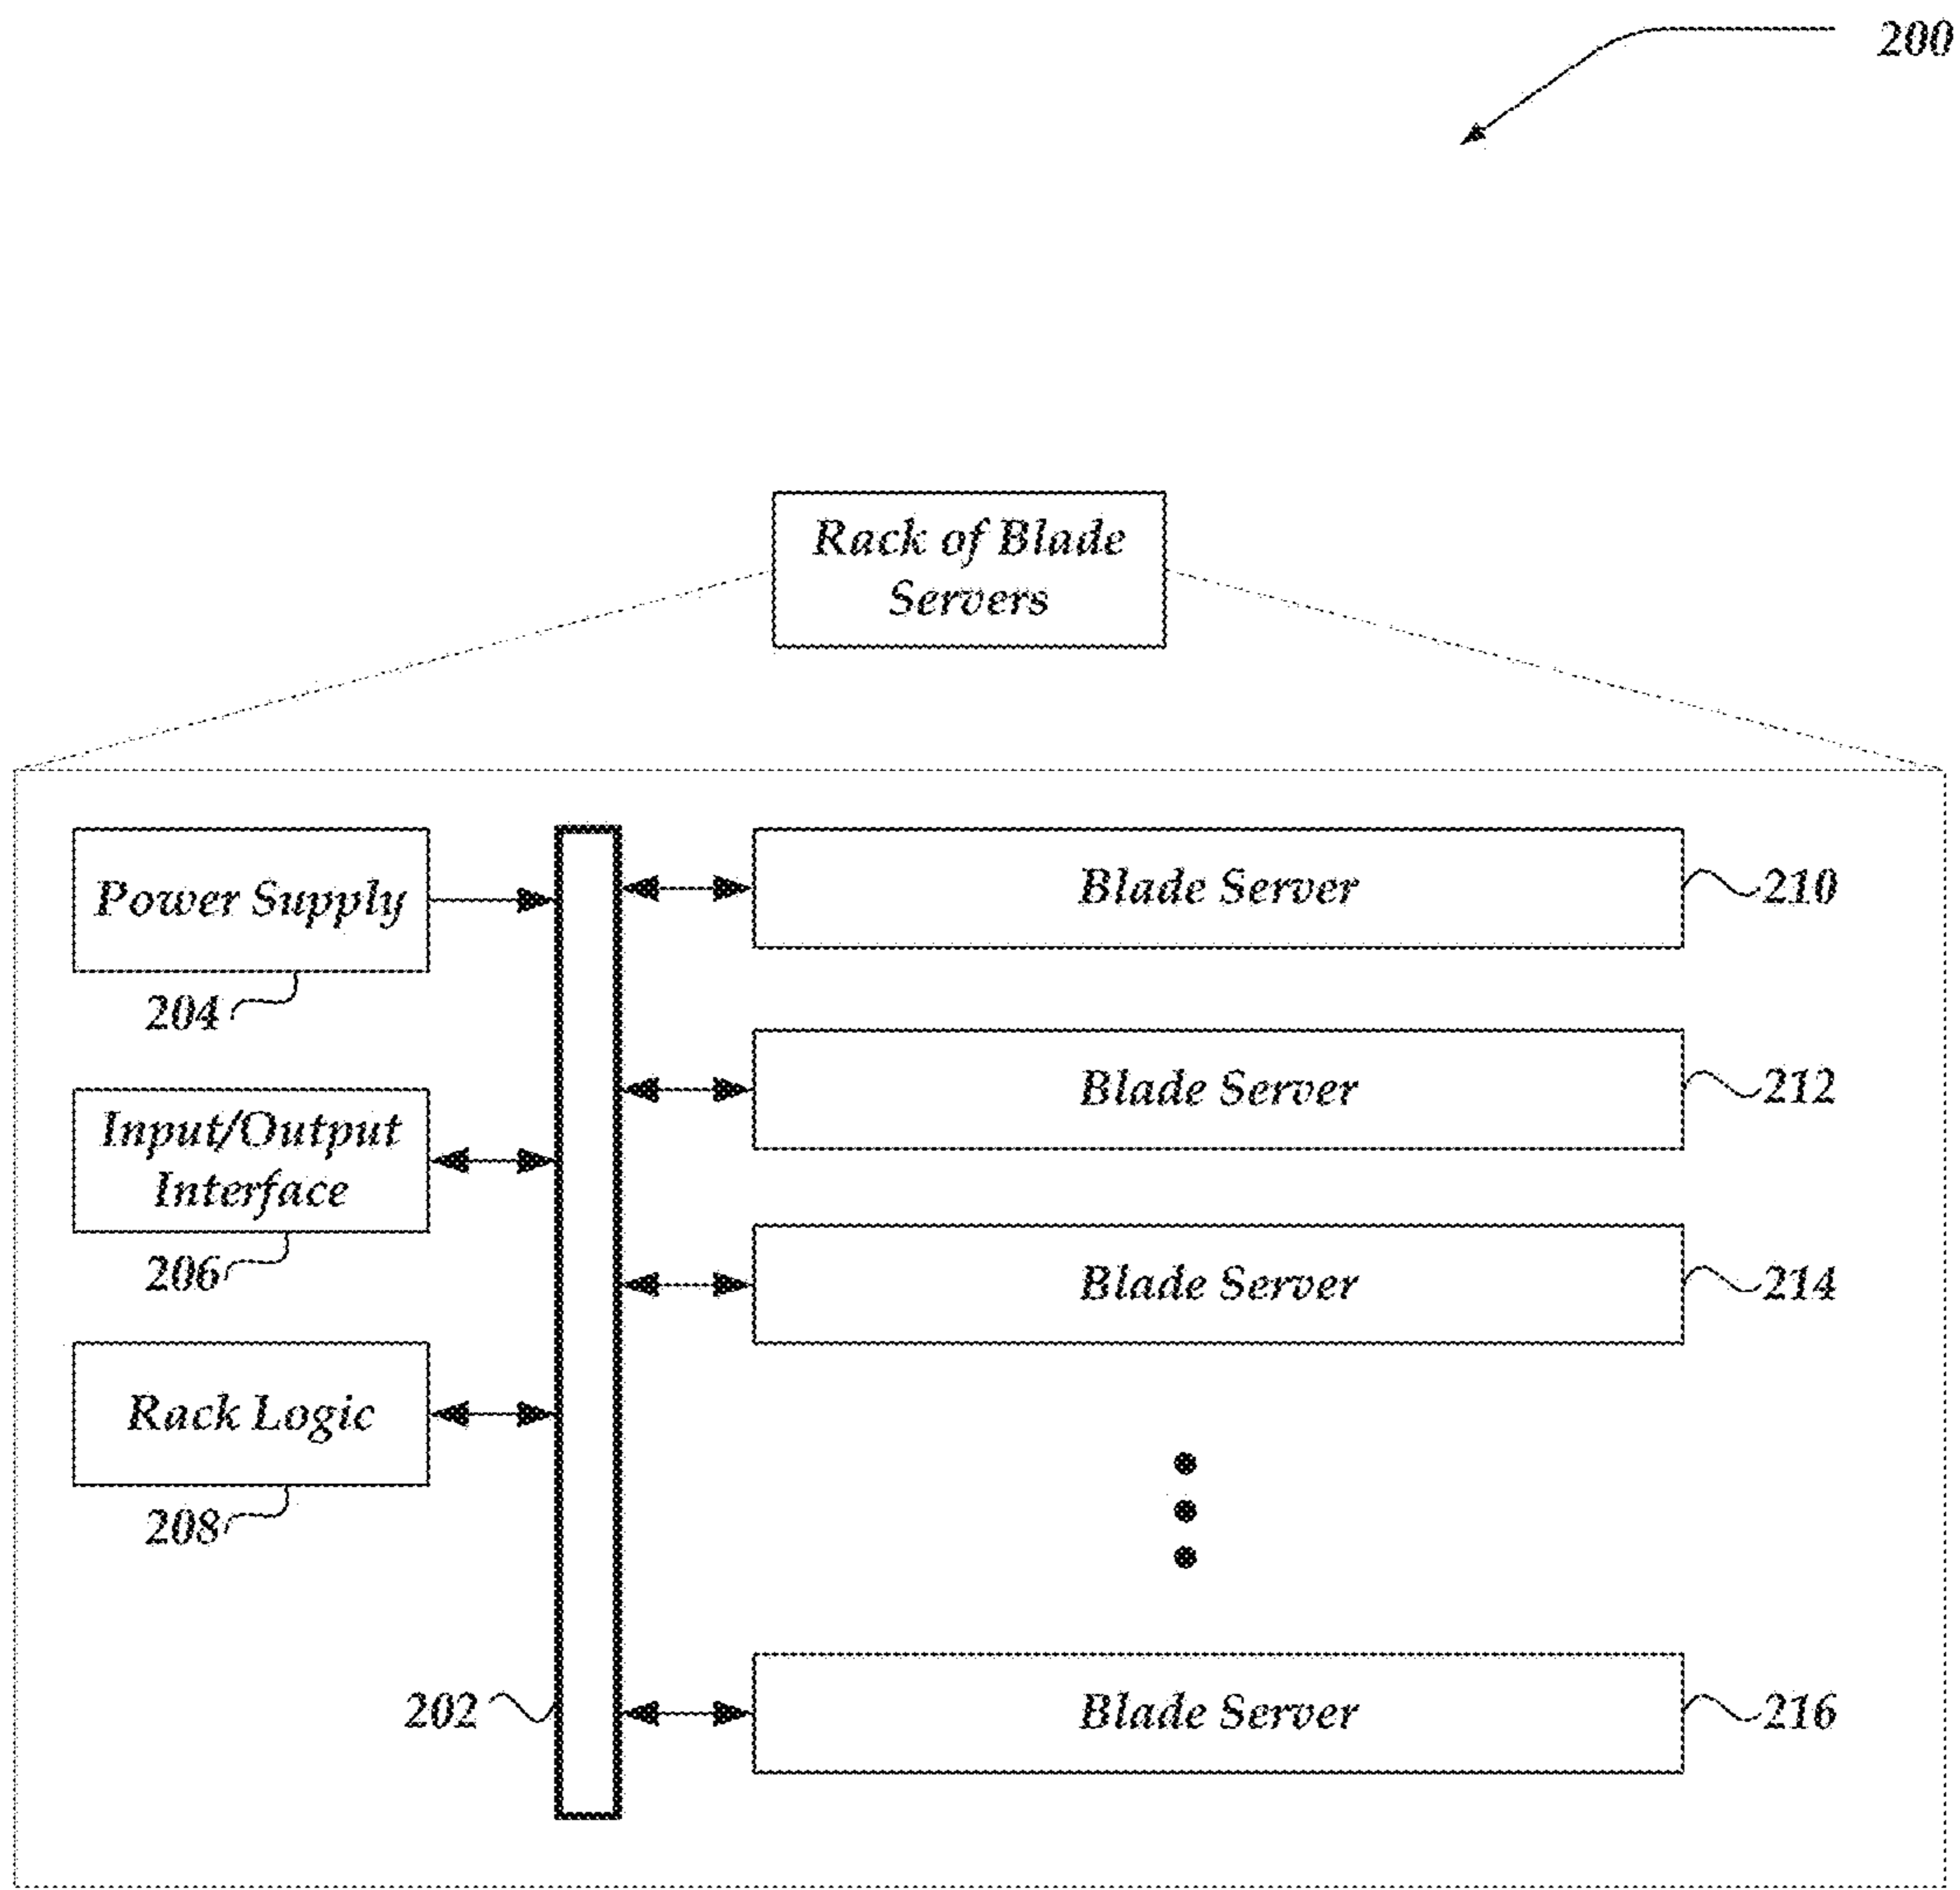 200
Rack of Blade
Servers
Power Supply
204
Input/Output
Interface
206
Rack Logic
208
202
Blade Server
210
Blade Server
212
Blade Server
214
Blade Server
216